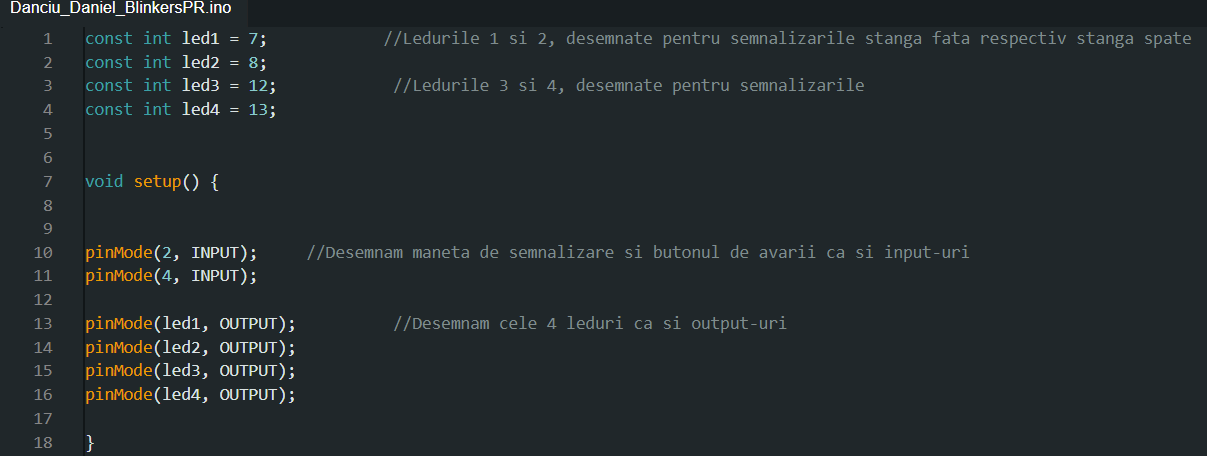 Danciu_Daniel_BlinkersPR.ino
1 const int led1 = 7; //Ledurile 1 si 2, desemnate pentru semnalizarile stanga fata respectiv stanga spate
2 const int led2 = 8;
3 const int led3 = 12; //Ledurile 3 si 4, desemnate pentru semnalizarile
4 const int led4 = 13;
5
6
7 void setup() {
8
9
10 pinMode(2, INPUT); //Desemnam maneta de semnalizare si butonul de avarii ca si input-uri
11 pinMode(4, INPUT);
12
13 pinMode(led1, OUTPUT); //Desemnam cele 4 leduri ca si output-uri
14 pinMode(led2, OUTPUT);
15 pinMode(led3, OUTPUT);
16 pinMode(led4, OUTPUT);
17
18 }